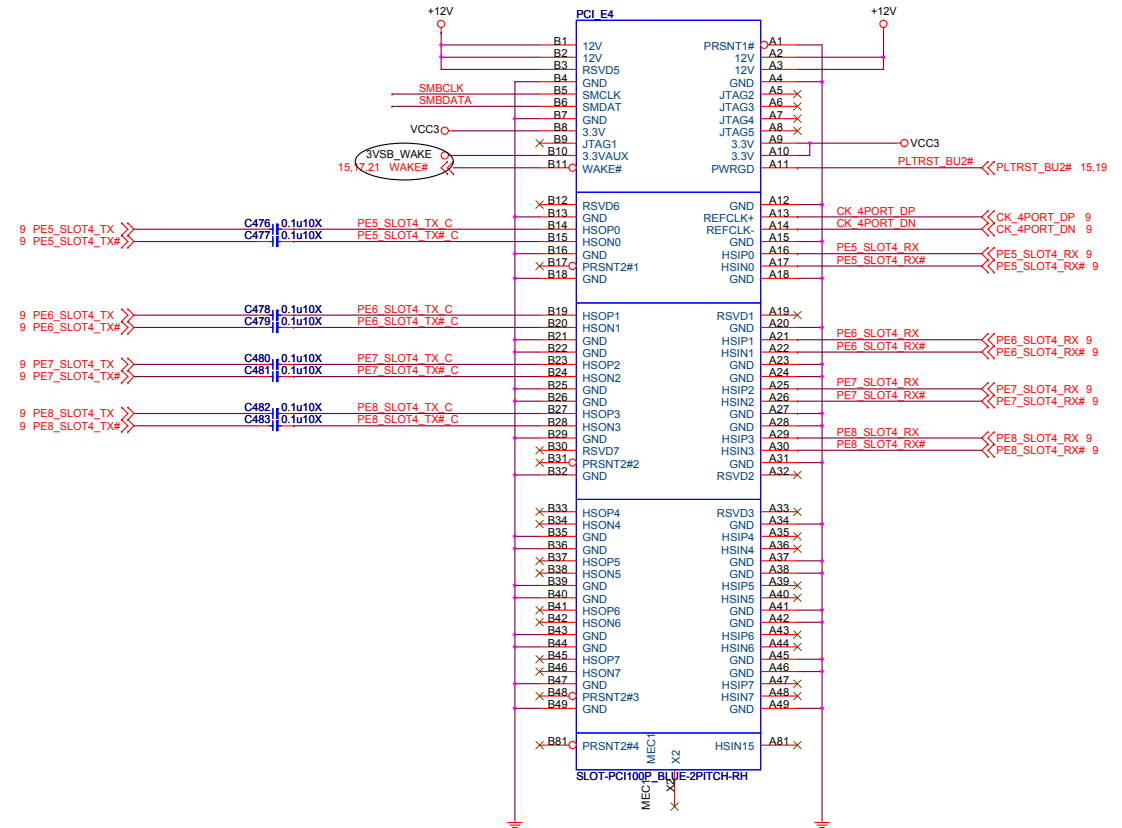 +12V
PCI_E4
+12V
B1 12V PRSNT1# A1
B2 12V 12V A2
B3 RSVD5 12V A3
B4 GND GND A4
SMBCLK B5 SMCLK JTAG2 A5
SMBDATA B6 SMDAT JTAG3 A6
B7 GND JTAG4 A7
VCC3 B8 3.3V JTAG5 A8
B9 JTAG1 3.3V A9 VCC3
3VSB_WAKE B10 3.3VAUX 3.3V A10
15,17,21 WAKE# B11 WAKE# PWRGD A11 PLTRST_BU2# PLTRST_BU2# 15,19
B12 RSVD6 GND A12
B13 GND REFCLK+ A13 CK_4PORT_DP CK_4PORT_DP 9
9 PE5_SLOT4_TX C476 0.1u10X PE5_SLOT4_TX_C B14 HSOP0 REFCLK- A14 CK_4PORT_DN CK_4PORT_DN 9
9 PE5_SLOT4_TX# C477 0.1u10X PE5_SLOT4_TX#_C B15 HSON0 GND A15
B16 GND HSIP0 A16 PE5_SLOT4_RX PE5_SLOT4_RX 9
B17 PRSNT2#1 HSIN0 A17 PE5_SLOT4_RX# PE5_SLOT4_RX# 9
B18 GND GND A18
9 PE6_SLOT4_TX C478 0.1u10X PE6_SLOT4_TX_C B19 HSOP1 RSVD1 A19
9 PE6_SLOT4_TX# C479 0.1u10X PE6_SLOT4_TX#_C B20 HSON1 GND A20
B21 GND HSIP1 A21 PE6_SLOT4_RX PE6_SLOT4_RX 9
B22 GND HSIN1 A22 PE6_SLOT4_RX# PE6_SLOT4_RX# 9
9 PE7_SLOT4_TX C480 0.1u10X PE7_SLOT4_TX_C B23 HSOP2 GND A23
9 PE7_SLOT4_TX# C481 0.1u10X PE7_SLOT4_TX#_C B24 HSON2 GND A24
B25 GND HSIP2 A25 PE7_SLOT4_RX PE7_SLOT4_RX 9
B26 GND HSIN2 A26 PE7_SLOT4_RX# PE7_SLOT4_RX# 9
9 PE8_SLOT4_TX C482 0.1u10X PE8_SLOT4_TX_C B27 HSOP3 GND A27
9 PE8_SLOT4_TX# C483 0.1u10X PE8_SLOT4_TX#_C B28 HSON3 GND A28
B29 GND HSIP3 A29 PE8_SLOT4_RX PE8_SLOT4_RX 9
B30 RSVD7 HSIN3 A30 PE8_SLOT4_RX# PE8_SLOT4_RX# 9
B31 PRSNT2#2 GND A31
B32 GND RSVD2 A32
B33 HSOP4 RSVD3 A33
B34 HSON4 GND A34
B35 GND HSIP4 A35
B36 GND HSIN4 A36
B37 HSOP5 GND A37
B38 HSON5 GND A38
B39 GND HSIP5 A39
B40 GND HSIN5 A40
B41 HSOP6 GND A41
B42 HSON6 GND A42
B43 GND HSIP6 A43
B44 GND HSIN6 A44
B45 HSOP7 GND A45
B46 HSON7 GND A46
B47 GND HSIP7 A47
B48 PRSNT2#3 HSIN7 A48
B49 GND GND A49
B81 PRSNT2#4 HSIN15 A81
MEC1 X2
SLOT-PCI100P_BLUE-2PITCH-RH
MEC1 X2